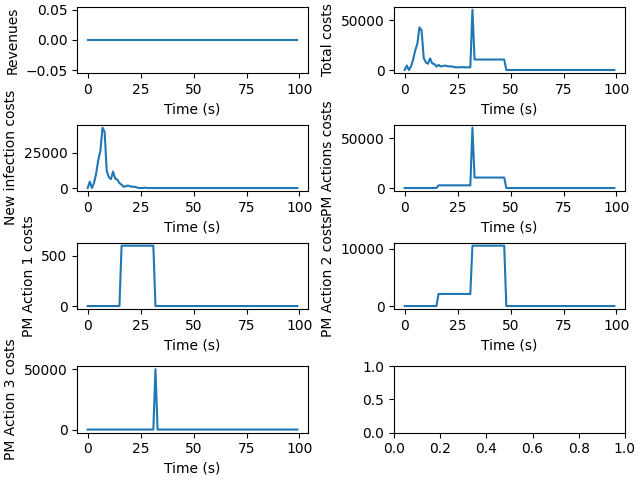 Revenues
0.05
0.00
−0.05
0 25 50 75 100
Time (s)
Total costs
50000
0
0 25 50 75 100
Time (s)
New infection costs
25000
0
0 25 50 75 100
Time (s)
PM Actions costs
50000
0
0 25 50 75 100
Time (s)
PM Action 1 costs
500
0
0 25 50 75 100
Time (s)
PM Action 2 costs
10000
0
0 25 50 75 100
Time (s)
PM Action 3 costs
50000
0
0 25 50 75 100
Time (s)
1.0
0.5
0.0
0.0 0.2 0.4 0.6 0.8 1.0